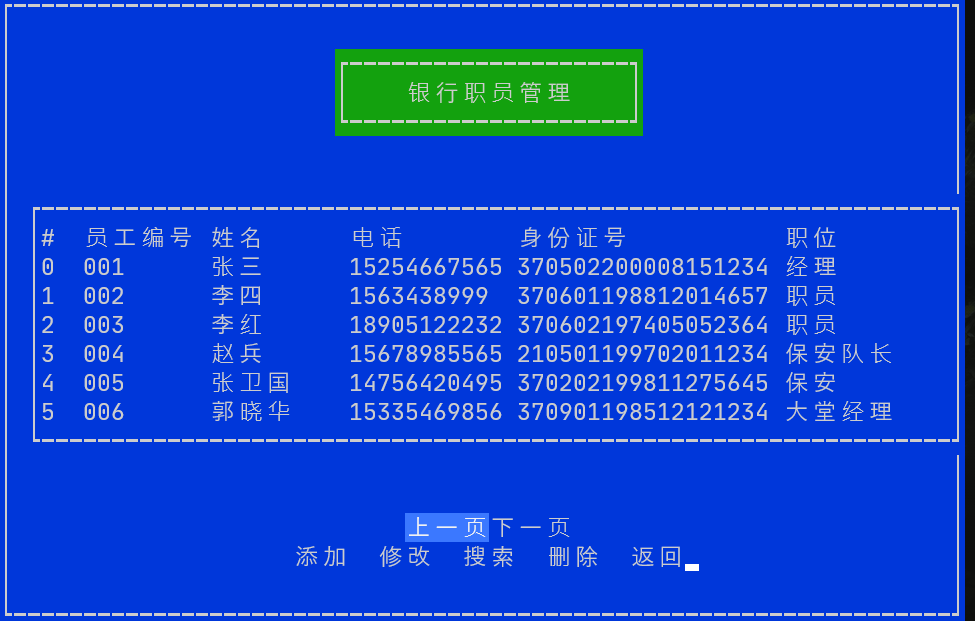 银行职员管理
# 员工编号 姓名 电话 身份证号 职位
0 001 张三 15254667565 370502200008151234 经理
1 002 李四 1563438999 370601198812014657 职员
2 003 李红 18905122232 370602197405052364 职员
3 004 赵兵 15678985565 210501199702011234 保安队长
4 005 张卫国 14756420495 370202199811275645 保安
5 006 郭晓华 15335469856 370901198512121234 大堂经理
上一页下一页
添加 修改 搜索 删除 返回